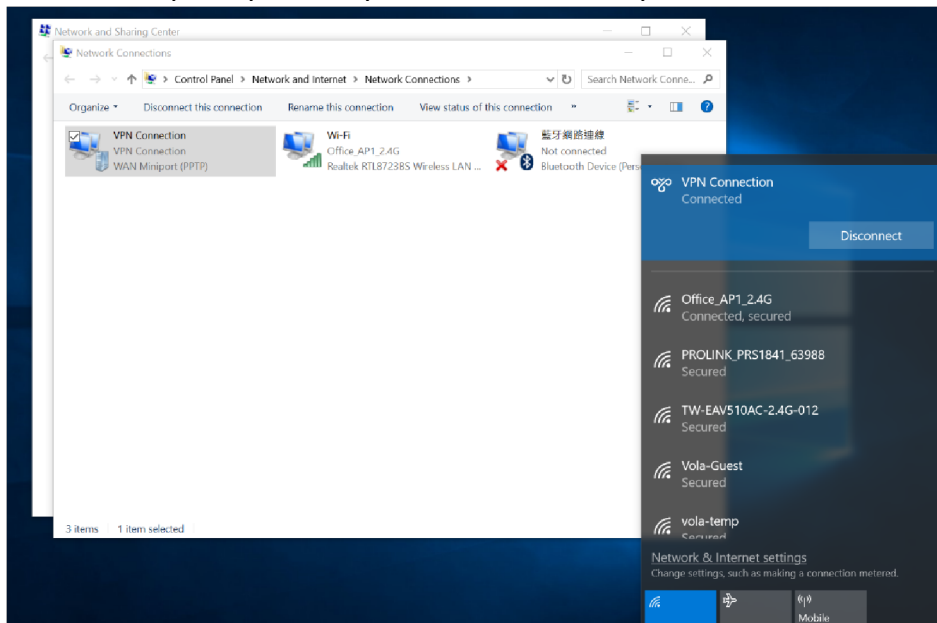 Network and Sharing Center
Network Connections
Control Panel > Network and Internet > Network Connections >
Search Network Conne...
Organize
Disconnect this connection
Rename this connection
View status of this connection
»
VPN Connection
VPN Connection
WAN Miniport (PPTP)
Wi-Fi
Office_AP1_2.4G
Realtek RTL8723BS Wireless LAN ...
藍牙網路連線
Not connected
Bluetooth Device (Pers
3 items
1 item selected
VPN Connection
Connected
Disconnect
Office_AP1_2.4G
Connected, secured
PROLINK_PRS1841_63988
Secured
TW-EAV510AC-2.4G-012
Secured
Vola-Guest
Secured
vola-temp
Secured
Network & Internet settings
Change settings, such as making a connection metered.
Mobile